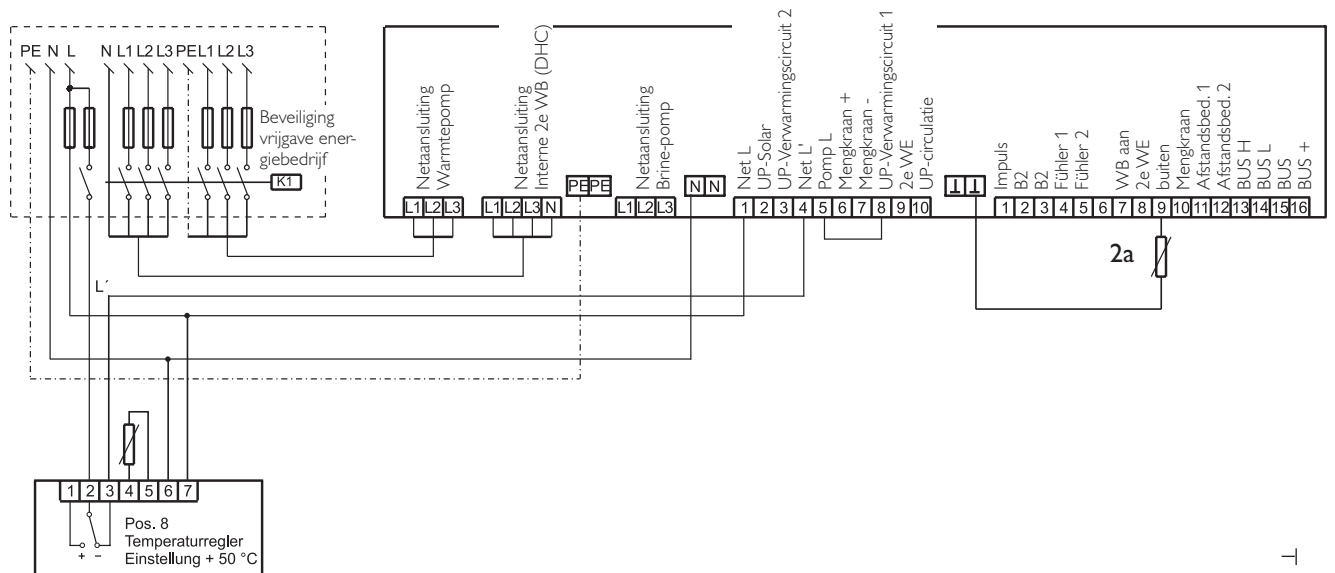 PE N L N L1 L2 L3 PE L1 L2 L3
Beveiliging
vrijgave ener-
giebedrijf
K1
Netaansluiting
Warmtepomp
L1 L2 L3
Netaansluiting
Interne 2e WB (DHC)
L1 L2 L3 N
PE PE
Netaansluiting
Brine-pomp
L1 L2 L3
N N
Net L
UP-Solar
UP-Verwarmingscircuit 2
Net L'
Pomp L
Mengkraan +
Mengkraan -
UP-Verwarmingscircuit 1
2e WE
UP-circulatie
1 2 3 4 5 6 7 8 9 10
Impuls
B2
B2
Fühler 1
Fühler 2
WB aan
2e WE
buiten
Mengkraan
Afstandsbed. 1
Afstandsbed. 2
BUS H
BUS L
BUS
BUS +
1 2 3 4 5 6 7 8 9 10 11 12 13 14 15 16
2a
L´
1 2 3 4 5 6 7
+ -
Pos. 8
Temperaturregler
Einstellung + 50 °C